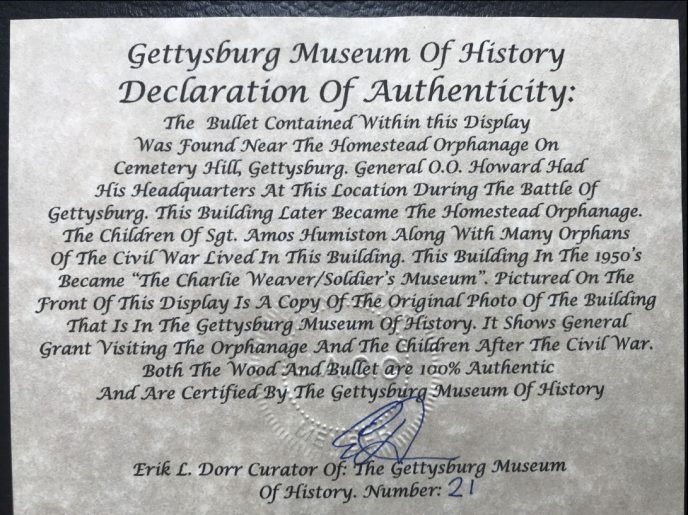 Gettysburg Museum Of History
Declaration Of Authenticity:
The Bullet Contained Within this Display
Was Found Near The Homestead Orphanage On
Cemetery Hill, Gettysburg. General O.O. Howard Had
His Headquarters At This Location During The Battle Of
Gettysburg. This Building Later Became The Homestead Orphanage.
The Children Of Sgt. Amos Humiston Along With Many Orphans
Of The Civil War Lived In This Building. This Building In The 1950's
Became "The Charlie Weaver/Soldier's Museum". Pictured On The
Front Of This Display Is A Copy Of The Original Photo Of The Building
That Is In The Gettysburg Museum Of History. It Shows General
Grant Visiting The Orphanage And The Children After The Civil War.
Both The Wood And Bullet are 100% Authentic
And Are Certified By The Gettysburg Museum Of History
Erik L. Dorr Curator Of: The Gettysburg Museum
Of History. Number: 21